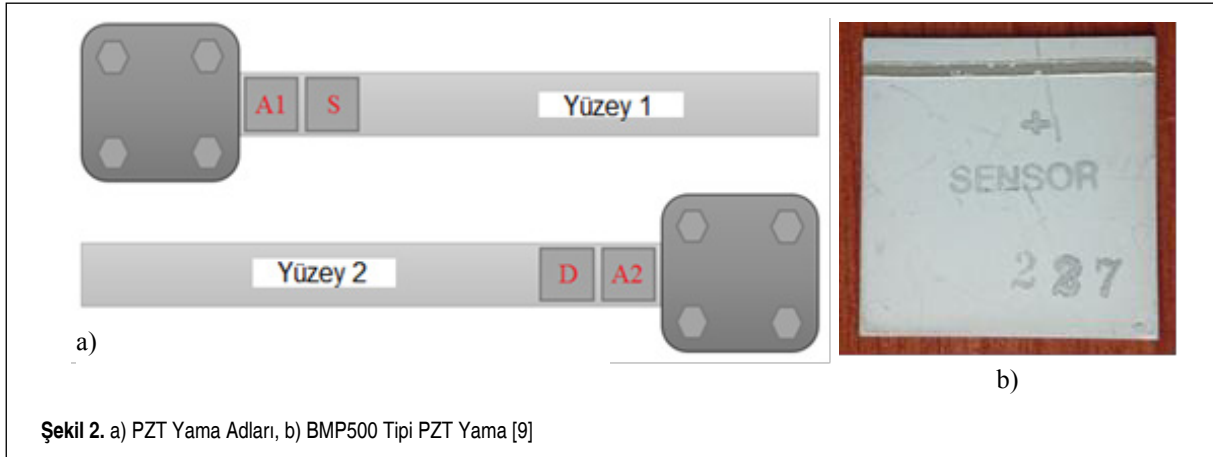 A1 S Yüzey 1
Yüzey 2 D A2
a)
+
SENSOR
227
b)
Şekil 2. a) PZT Yama Adları, b) BMP500 Tipi PZT Yama [9]